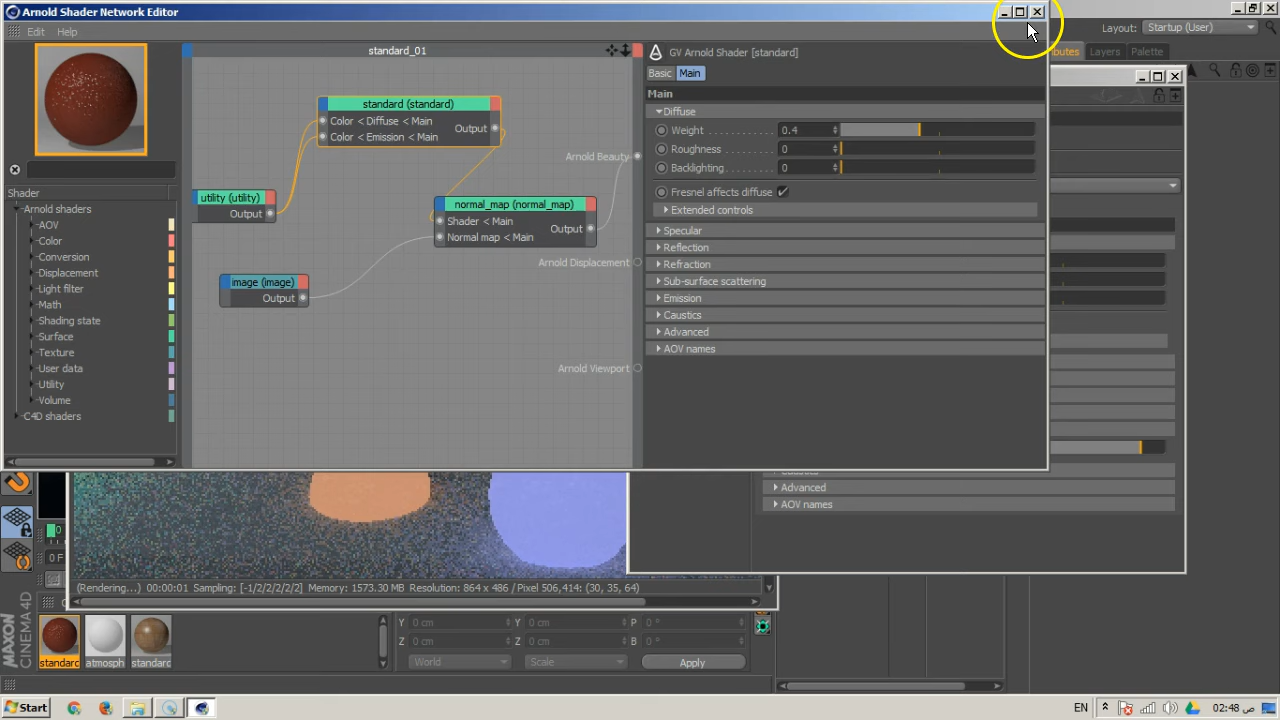 Arnold Shader Network Editor
Edit Help
Layout: Startup (User)
standard_01
GV Arnold Shader [standard]
Attributes Layers Palette
Basic Main
Main
standard (standard)
Color < Diffuse < Main
Color < Emission < Main
Output
Diffuse
Weight 0.4
Roughness 0
Backlighting 0
Fresnel affects diffuse
Extended controls
Specular
Reflection
Refraction
Sub-surface scattering
Emission
Caustics
Advanced
AOV names
Arnold Beauty
utility (utility)
Output
normal_map (normal_map)
Shader < Main
Normal map < Main
Output
Arnold Displacement
image (image)
Output
Arnold Viewport
Shader
Arnold shaders
AOV
Color
Conversion
Displacement
Light filter
Math
Shading state
Surface
Texture
User data
Utility
Volume
C4D shaders
Advanced
AOV names
0
0 F
(Rendering...) 00:00:01 Sampling: [-1/2/2/2/2/2] Memory: 1573.30 MB Resolution: 864 x 486 / Pixel 506,414: (30, 35, 64)
Y 0 cm Y 0 cm P 0 °
Z 0 cm Z 0 cm B 0 °
World Scale Apply
standarc atmosph standarc
MAXON
CINEMA4D
Start
EN
02:48 ص